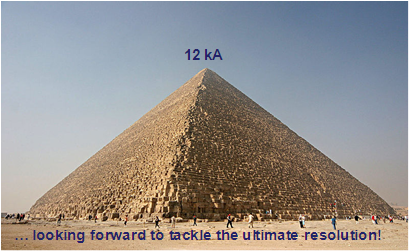 12 kA
... looking forward to tackle the ultimate resolution!